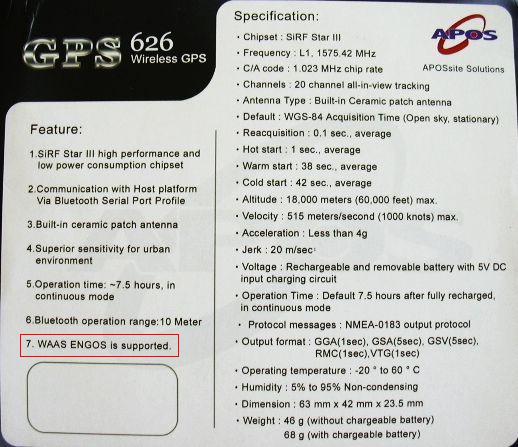 GPS 626
Wireless GPS
Feature:
1.SiRF Star III high performance and
low power consumption chipset
2.Communication with Host platform
Via Bluetooth Serial Port Profile
3.Built-in ceramic patch antenna
4.Superior sensitivity for urban
environment
5.Operation time: ~7.5 hours, in
continuous mode
6.Bluetooth operation range:10 Meter
7. WAAS ENGOS is supported.
Specification:
APOS
APOSsite Solutions
· Chipset : SiRF Star III
· Frequency : L1, 1575.42 MHz
· C/A code : 1.023 MHz chip rate
· Channels : 20 channel all-in-view tracking
· Antenna Type : Built-in Ceramic patch antenna
· Default : WGS-84 Acquisition Time (Open sky, stationary)
· Reacquisition : 0.1 sec., average
· Hot start : 1 sec., average
· Warm start : 38 sec., average
· Cold start : 42 sec., average
· Altitude : 18,000 meters (60,000 feet) max.
· Velocity : 515 meters/second (1000 knots) max.
· Acceleration : Less than 4g
· Jerk : 20 m/sec³
· Voltage : Rechargeable and removable battery with 5V DC
input charging circuit
· Operation Time : Default 7.5 hours after fully recharged,
in continuous mode
· Protocol messages : NMEA-0183 output protocol
· Output format : GGA(1sec), GSA(5sec), GSV(5sec),
RMC(1sec),VTG(1sec)
· Operating temperature : -20 ° to 60 ° C
· Humidity : 5% to 95% Non-condensing
· Dimension : 63 mm x 42 mm x 23.5 mm
· Weight : 46 g (without chargeable battery)
68 g (with chargeable battery)